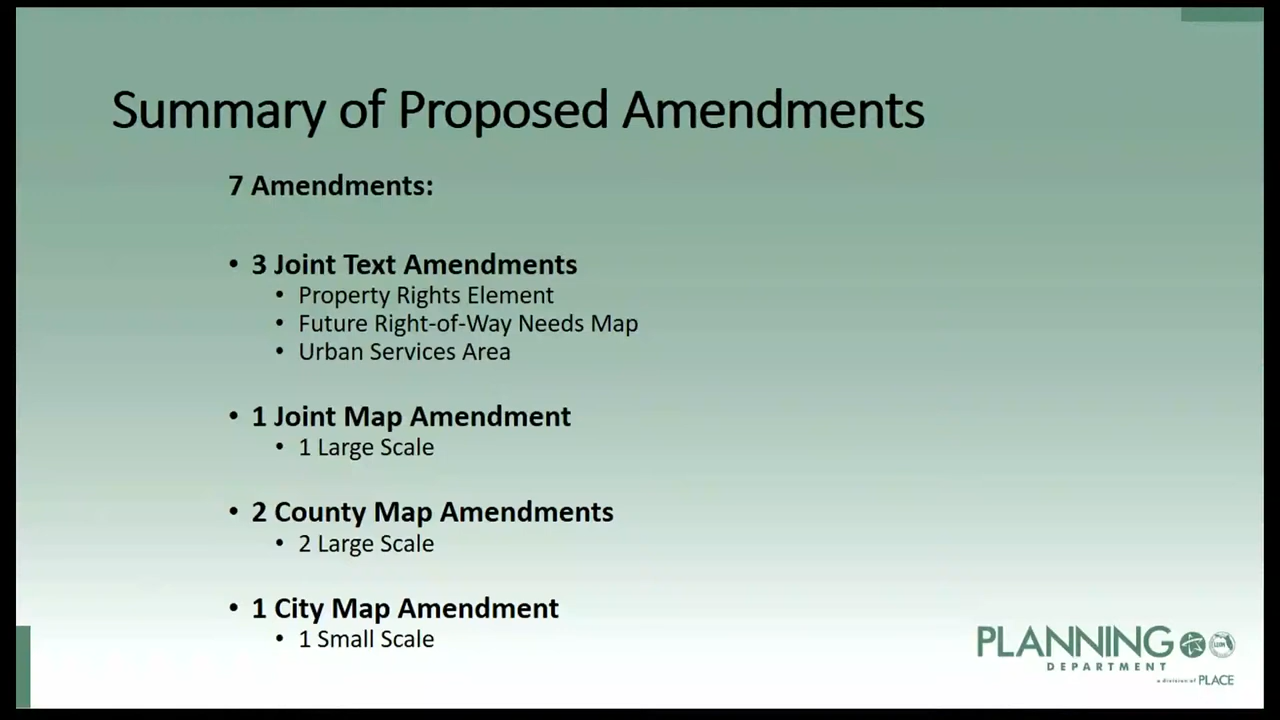 Summary of Proposed Amendments
7 Amendments:
• 3 Joint Text Amendments
• Property Rights Element
• Future Right-of-Way Needs Map
• Urban Services Area
• 1 Joint Map Amendment
• 1 Large Scale
• 2 County Map Amendments
• 2 Large Scale
• 1 City Map Amendment
• 1 Small Scale
PLANNING
DEPARTMENT
a division of PLACE